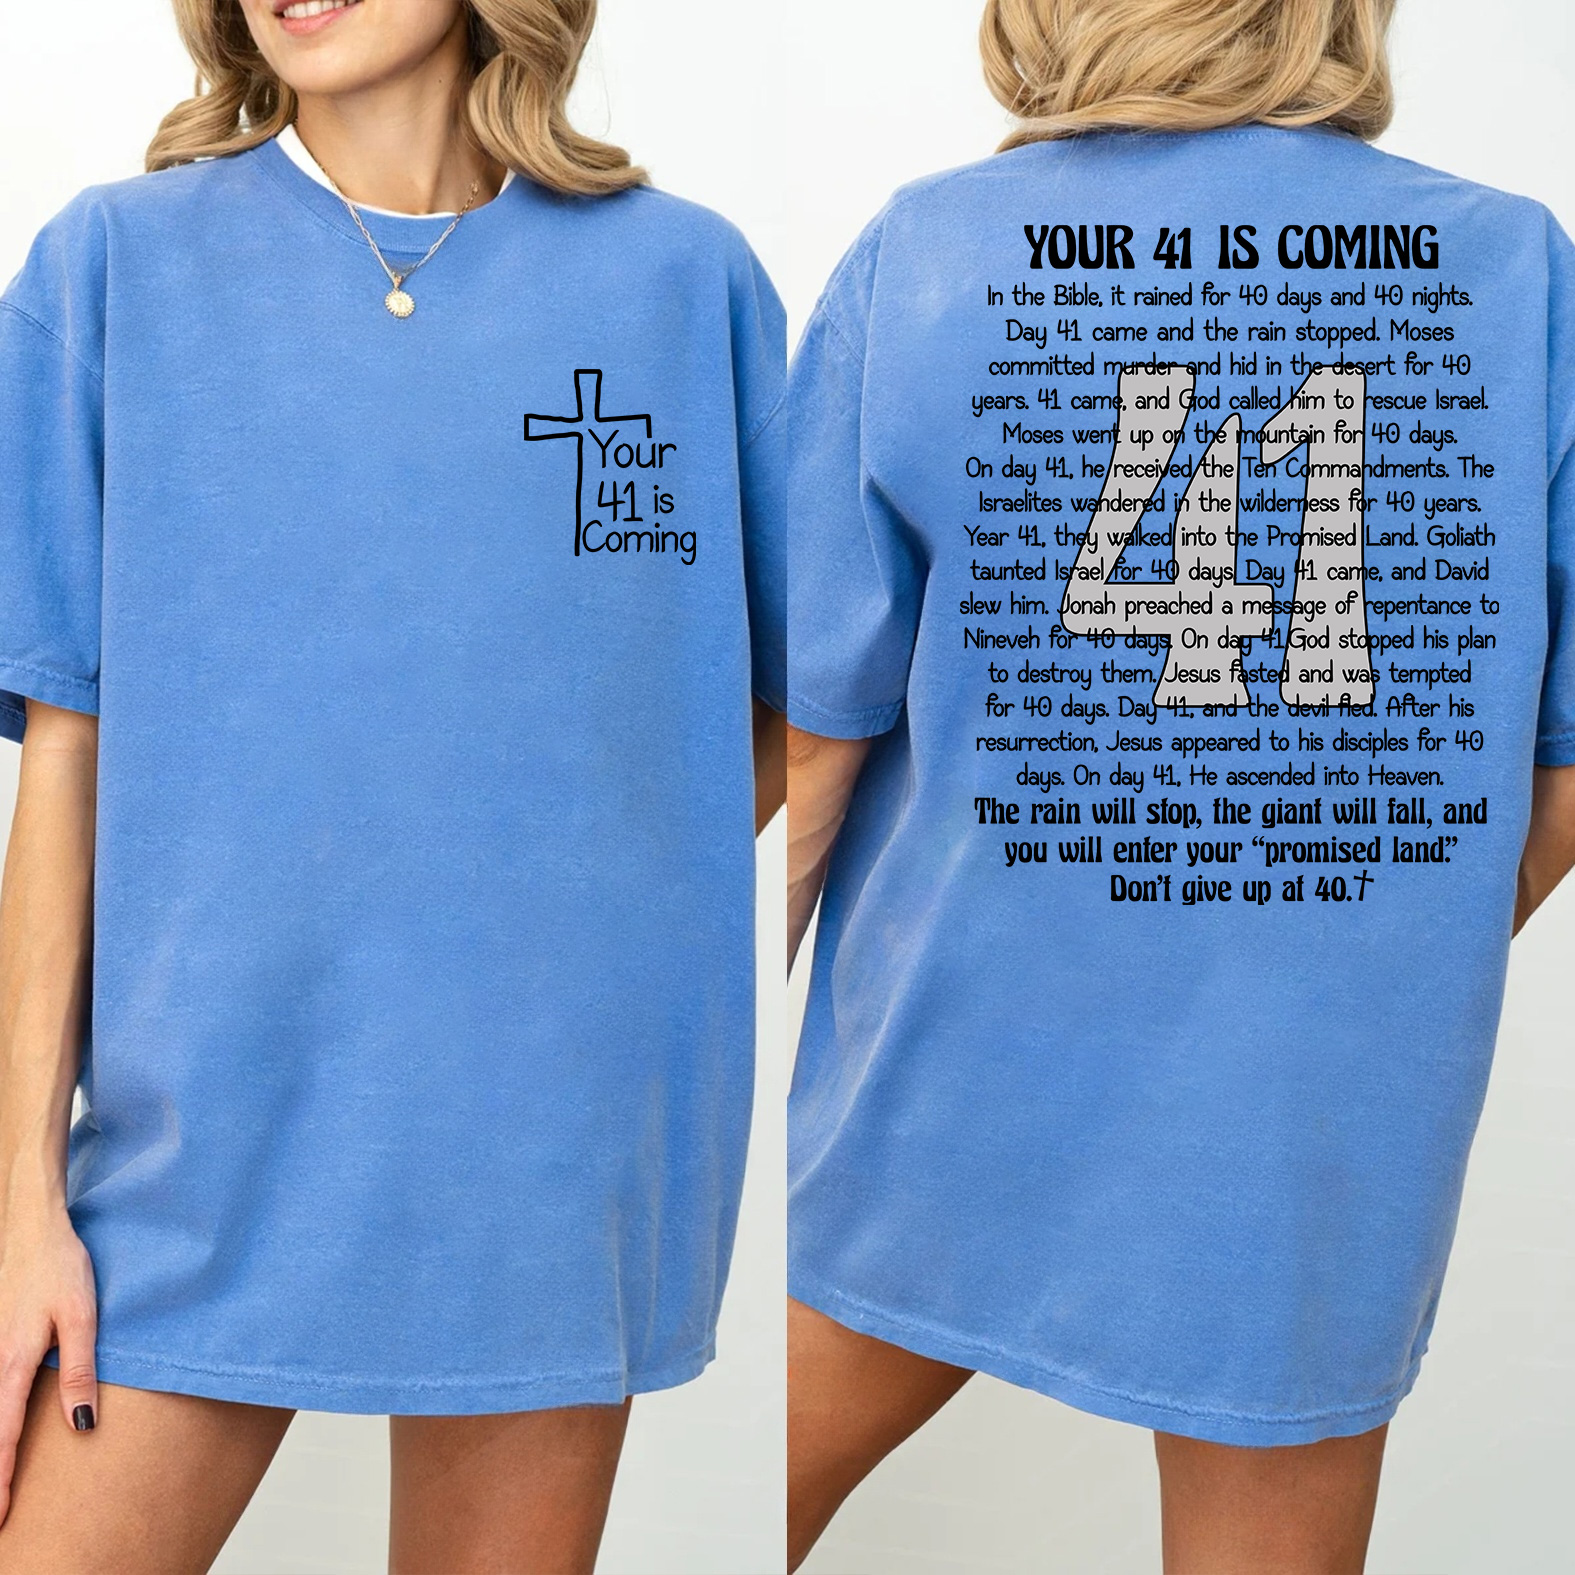 Your
41 is
Coming
YOUR 41 IS COMING
In the Bible, it rained for 40 days and 40 nights.
Day 41 came and the rain stopped. Moses
committed murder and hid in the desert for 40
years. 41 came, and God called him to rescue Israel.
Moses went up on the mountain for 40 days.
On day 41, he received the Ten Commandments. The
Israelites wandered in the wilderness for 40 years.
Year 41, they walked into the Promised Land. Goliath
taunted Israel for 40 days. Day 41 came, and David
slew him. Jonah preached a message of repentance to
Nineveh for 40 days. On day 41 God stopped his plan
to destroy them. Jesus fasted and was tempted
for 40 days. Day 41, and the devil fled. After his
resurrection, Jesus appeared to his disciples for 40
days. On day 41, He ascended into Heaven.
The rain will stop, the giant will fall, and
you will enter your “promised land.”
Don't give up at 40.†
41